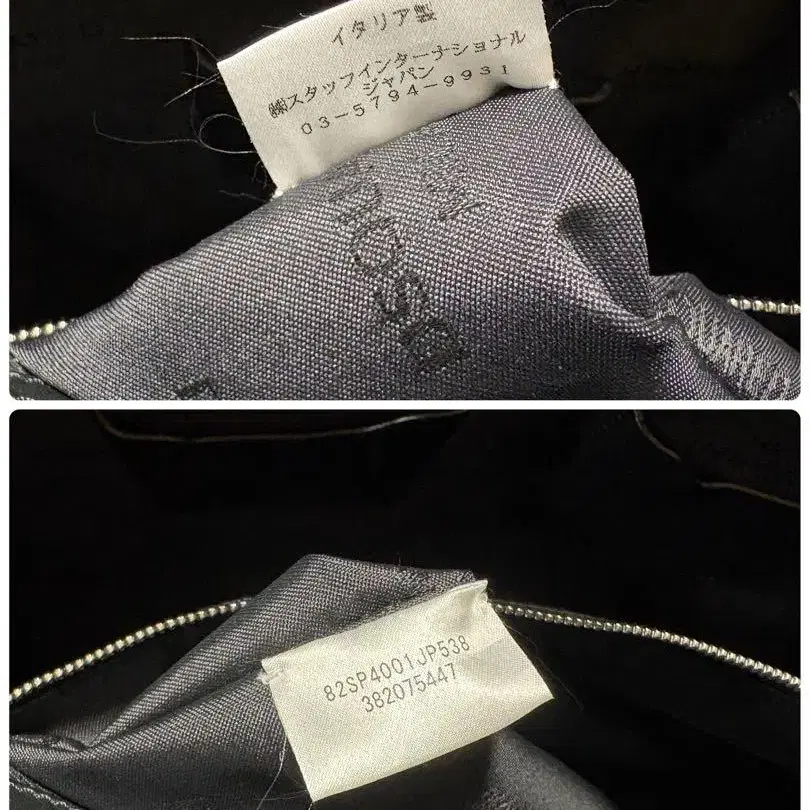 イタリア製
㈱スタッフインターナショナル
ジャパン
03-5794-9931
82SP4001JP538
382075447